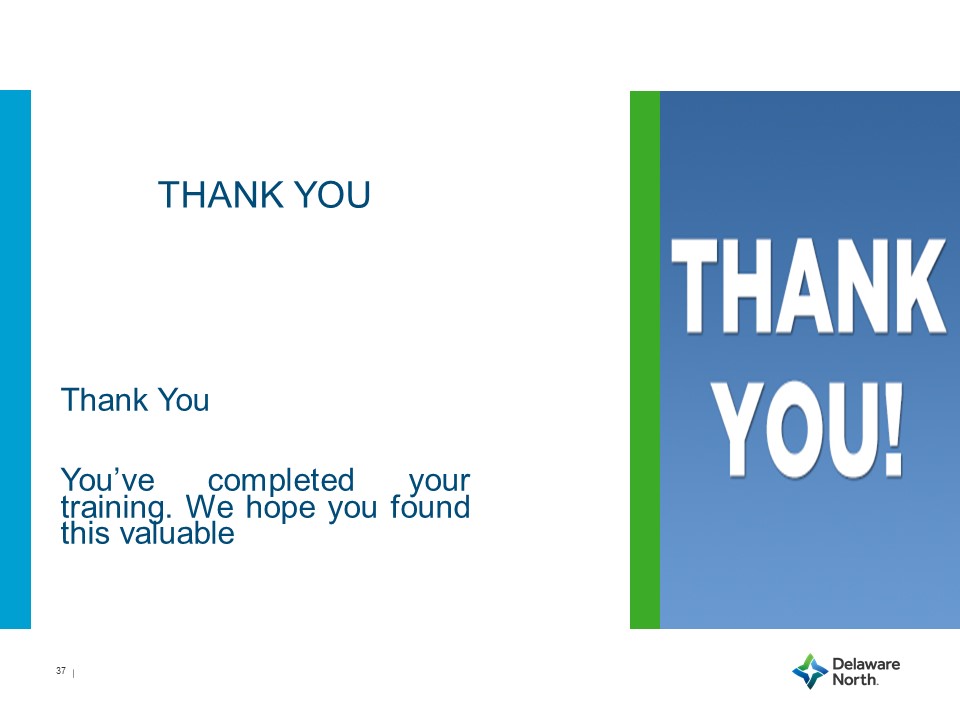 THANK YOU
Thank You
You’ve completed your
training. We hope you found
this valuable
THANK
YOU!
37 |
Delaware
North.